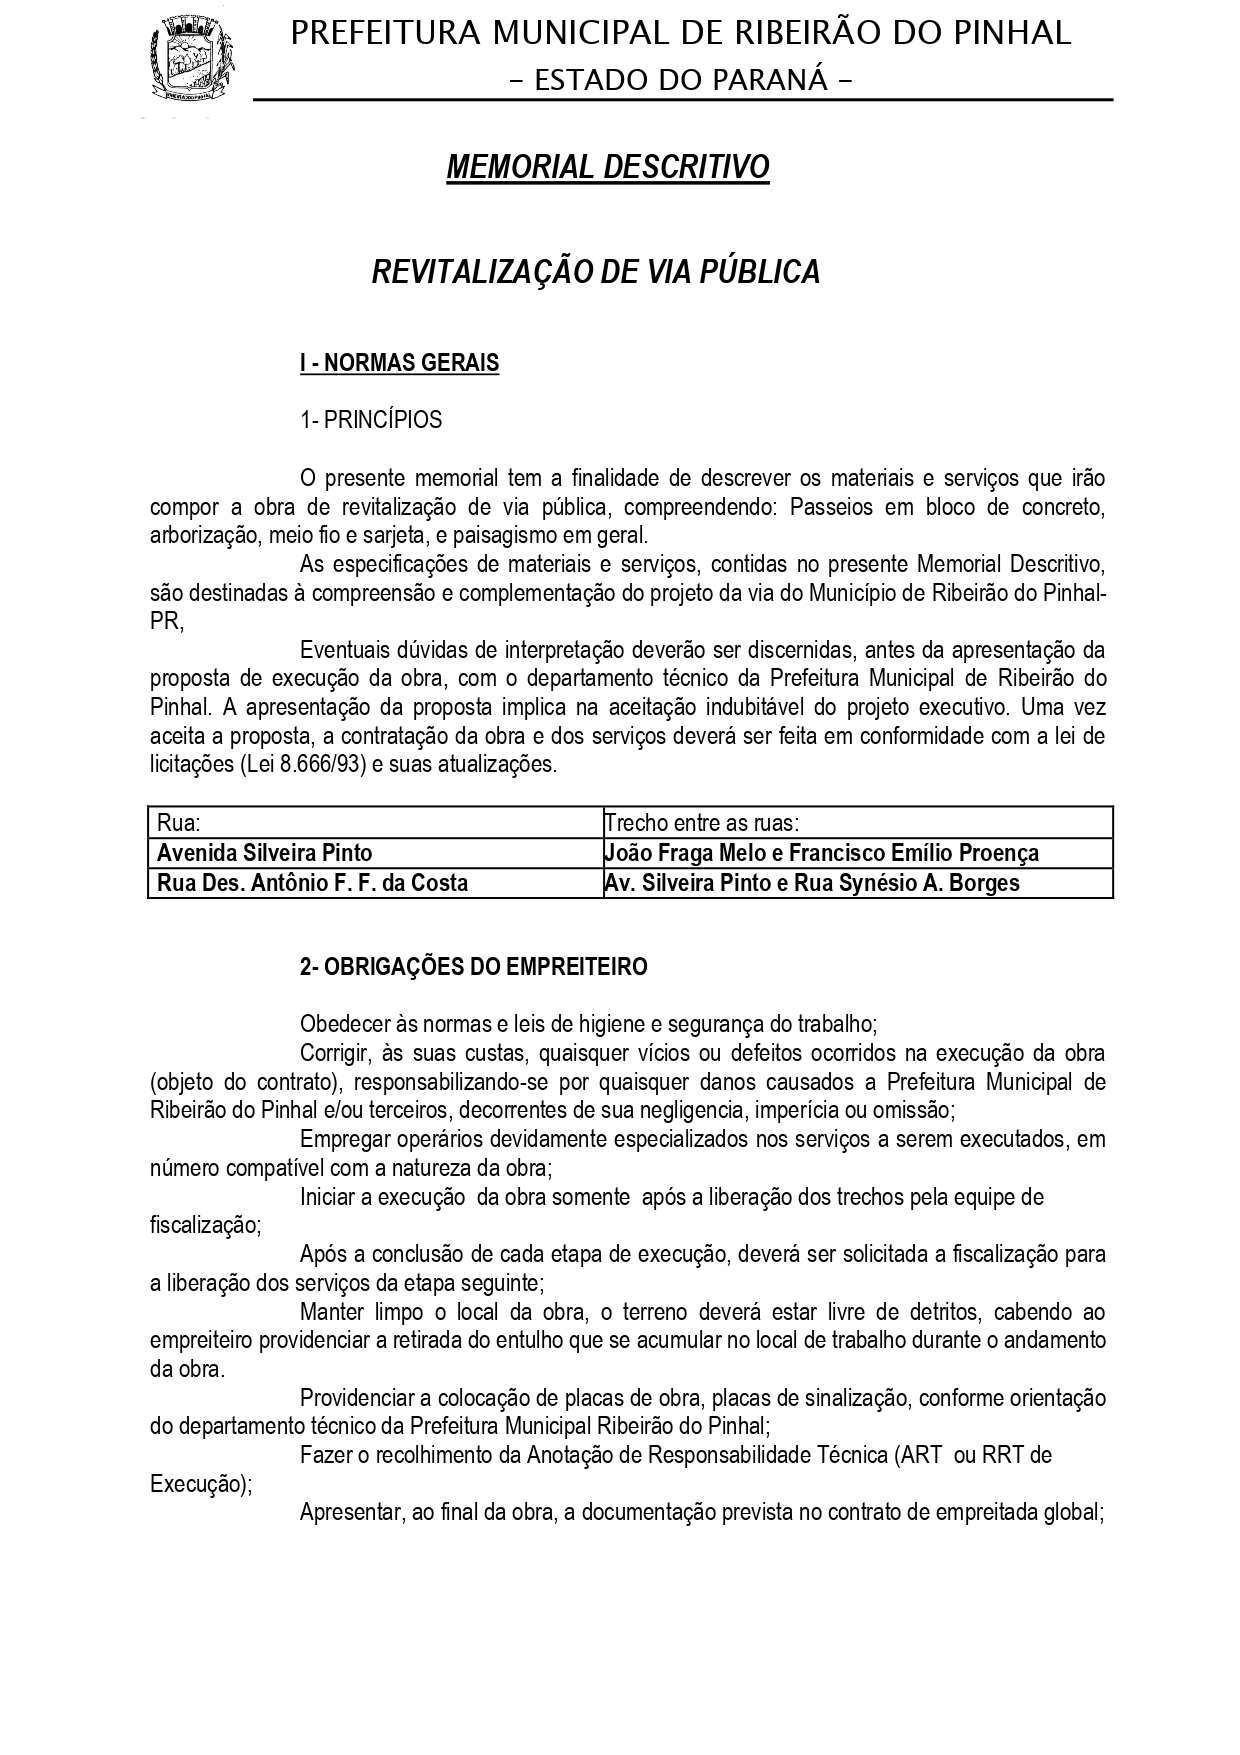 PREFEITURA MUNICIPAL DE RIBEIRÃO DO PINHAL
– ESTADO DO PARANÁ –
MEMORIAL DESCRITIVO
REVITALIZAÇÃO DE VIA PÚBLICA
I - NORMAS GERAIS
1- PRINCÍPIOS
O presente memorial tem a finalidade de descrever os materiais e serviços que irão
compor a obra de revitalização de via pública, compreendendo: Passeios em bloco de concreto,
arborização, meio fio e sarjeta, e paisagismo em geral.
As especificações de materiais e serviços, contidas no presente Memorial Descritivo,
são destinadas à compreensão e complementação do projeto da via do Município de Ribeirão do Pinhal-
PR,
Eventuais dúvidas de interpretação deverão ser discernidas, antes da apresentação da
proposta de execução da obra, com o departamento técnico da Prefeitura Municipal de Ribeirão do
Pinhal. A apresentação da proposta implica na aceitação indubitável do projeto executivo. Uma vez
aceita a proposta, a contratação da obra e dos serviços deverá ser feita em conformidade com a lei de
licitações (Lei 8.666/93) e suas atualizações.
Rua: Trecho entre as ruas:
Avenida Silveira Pinto João Fraga Melo e Francisco Emílio Proença
Rua Des. Antônio F. F. da Costa Av. Silveira Pinto e Rua Synésio A. Borges
2- OBRIGAÇÕES DO EMPREITEIRO
Obedecer às normas e leis de higiene e segurança do trabalho;
Corrigir, às suas custas, quaisquer vícios ou defeitos ocorridos na execução da obra
(objeto do contrato), responsabilizando-se por quaisquer danos causados a Prefeitura Municipal de
Ribeirão do Pinhal e/ou terceiros, decorrentes de sua negligencia, imperícia ou omissão;
Empregar operários devidamente especializados nos serviços a serem executados, em
número compatível com a natureza da obra;
Iniciar a execução da obra somente após a liberação dos trechos pela equipe de
fiscalização;
Após a conclusão de cada etapa de execução, deverá ser solicitada a fiscalização para
a liberação dos serviços da etapa seguinte;
Manter limpo o local da obra, o terreno deverá estar livre de detritos, cabendo ao
empreiteiro providenciar a retirada do entulho que se acumular no local de trabalho durante o andamento
da obra.
Providenciar a colocação de placas de obra, placas de sinalização, conforme orientação
do departamento técnico da Prefeitura Municipal Ribeirão do Pinhal;
Fazer o recolhimento da Anotação de Responsabilidade Técnica (ART ou RRT de
Execução);
Apresentar, ao final da obra, a documentação prevista no contrato de empreitada global;